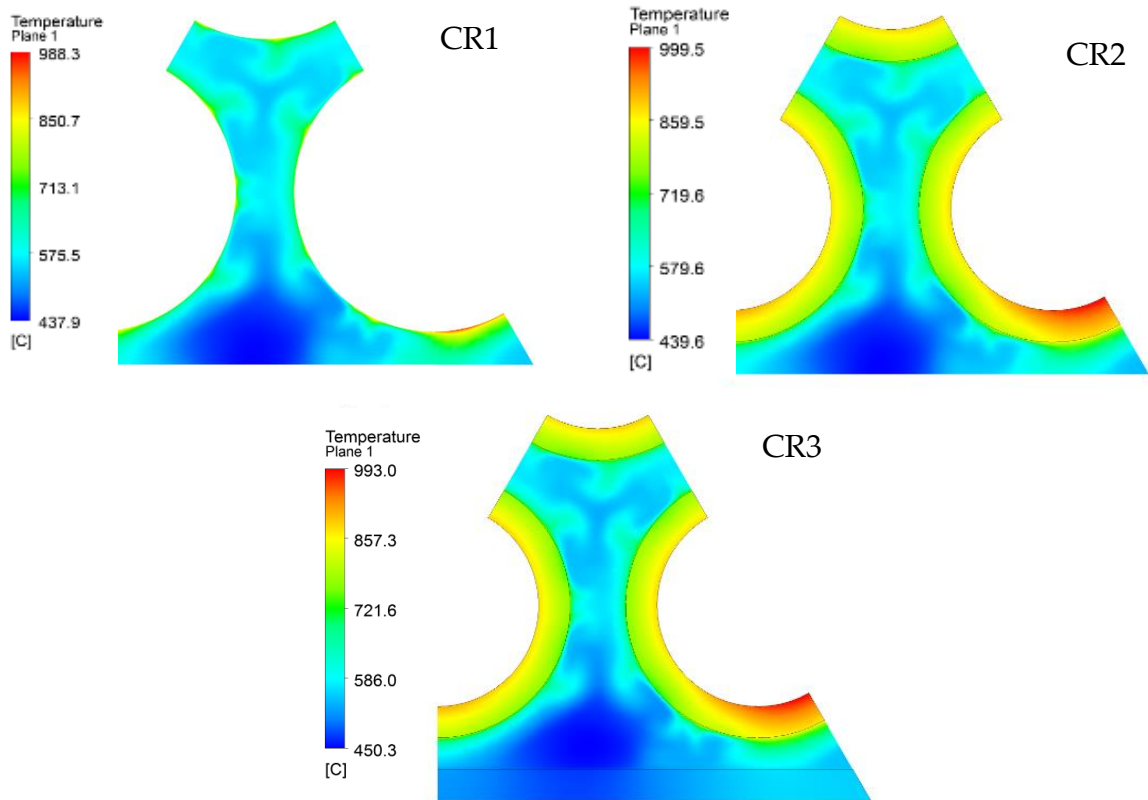 Temperature
Plane 1
988.3
850.7
713.1
575.5
437.9
[C]
CR1
Temperature
Plane 1
999.5
859.5
719.6
579.6
439.6
[C]
CR2
Temperature
Plane 1
993.0
857.3
721.6
586.0
450.3
[C]
CR3